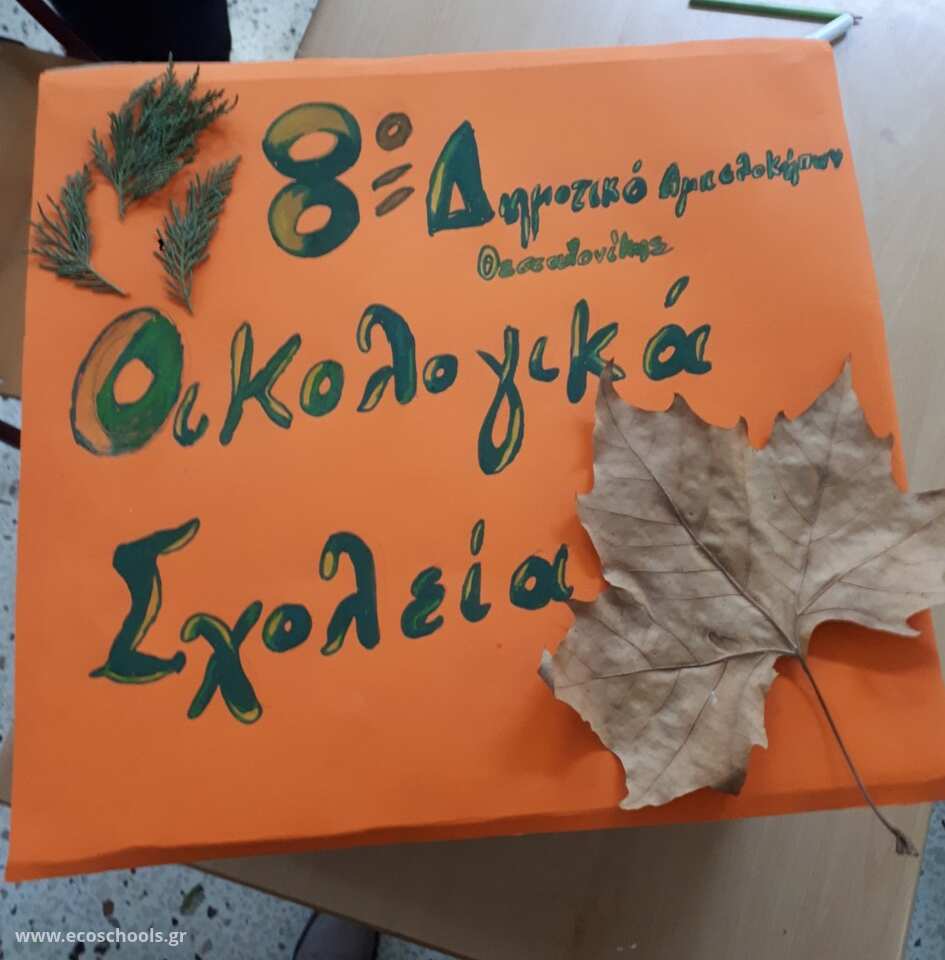 8ο Δημοτικό Αμπελοκήπων
Θεσσαλονίκης
Οικολογικά
Σχολεία
www.ecoschools.gr